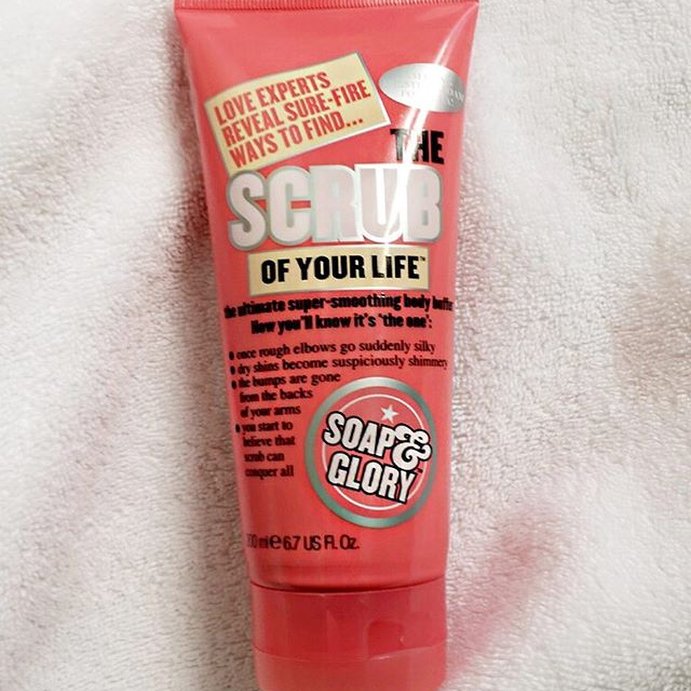 LOVE EXPERTS
REVEAL SURE-FIRE
WAYS TO FIND...
THE
SCRUB
OF YOUR LIFE™
the ultimate super-smoothing body buffer
How you'll know it's 'the one':
• once rough elbows go suddenly silky
• dry shins become suspiciously shimmery
• the bumps are gone
from the backs
of your arms
• you start to
believe that
scrub can
conquer all
SOAP&
GLORY™
200 ml e 6.7 US Fl. Oz.